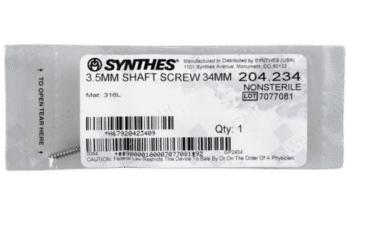 SYNTHES®
Manufactured or Distributed by SYNTHES (USA)
1101 Synthes Avenue, Monument, CO. 80132
3.5MM SHAFT SCREW 34MM 204.234
NONSTERILE
Mat: 316L
LOT 7077081
TO OPEN TEAR HERE
*H67920423409
Qty: 1
CAUTION: Federal Law Restricts This Device To Sale By Or On The Order Of A Physician.
GP2434